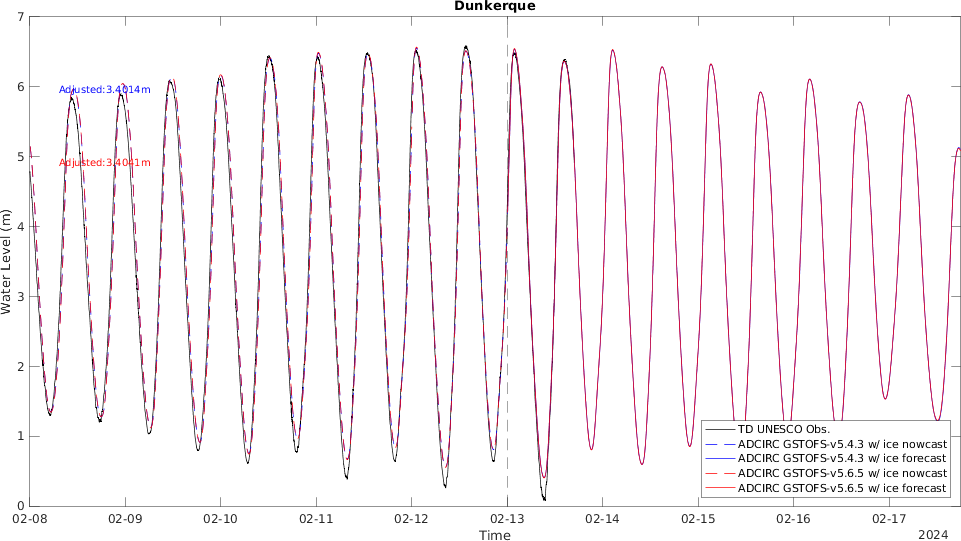 Dunkerque
7
6
5
4
3
2
1
0
Water Level (m)
Adjusted:3.4014m
Adjusted:3.4041m
TD UNESCO Obs.
ADCIRC GSTOFS-v5.4.3 w/ ice nowcast
ADCIRC GSTOFS-v5.4.3 w/ ice forecast
ADCIRC GSTOFS-v5.6.5 w/ ice nowcast
ADCIRC GSTOFS-v5.6.5 w/ ice forecast
02-08 02-09 02-10 02-11 02-12 02-13 02-14 02-15 02-16 02-17
Time
2024